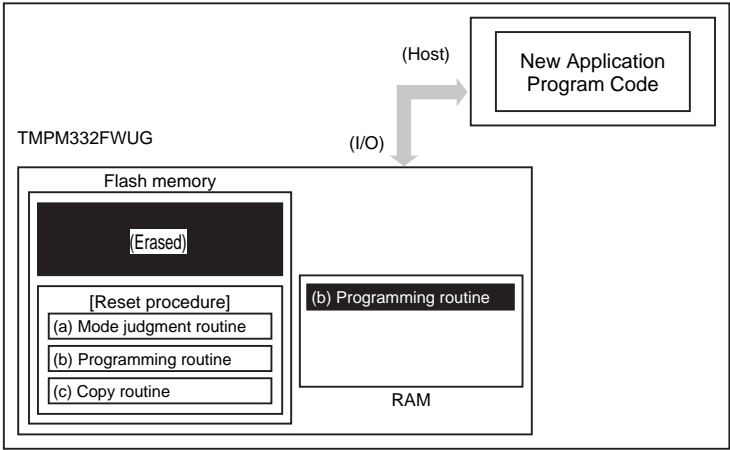 (Host)
New Application
Program Code
TMPM332FWUG
(I/O)
Flash memory
(Erased)
[Reset procedure]
(a) Mode judgment routine
(b) Programming routine
(c) Copy routine
(b) Programming routine
RAM